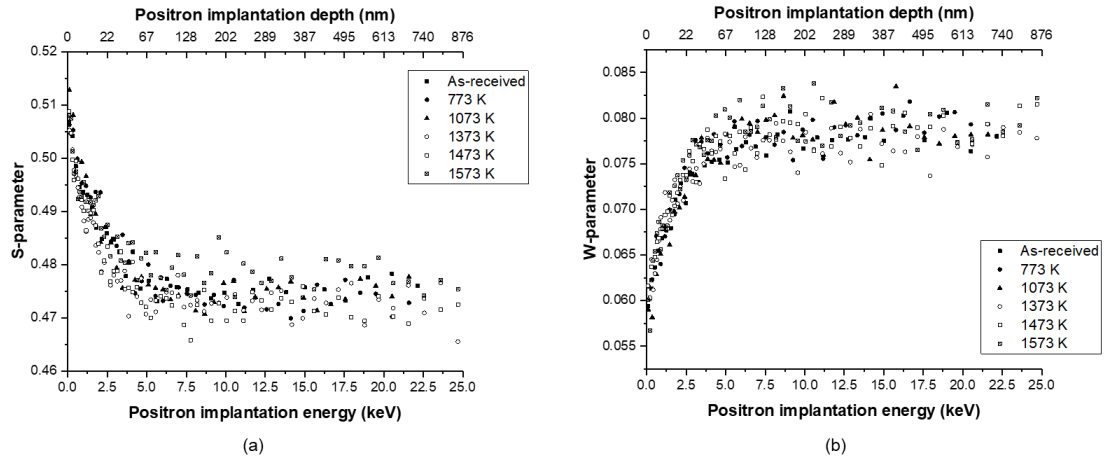 Positron implantation depth (nm)
0 22 67 128 202 289 387 495 613 740 876
0.52
0.51
0.50
0.49
0.48
0.47
0.46
S-parameter
As-received
773 K
1073 K
1373 K
1473 K
1573 K
0.0 2.5 5.0 7.5 10.0 12.5 15.0 17.5 20.0 22.5 25.0
Positron implantation energy (keV)
(a)
Positron implantation depth (nm)
0 22 67 128 202 289 387 495 613 740 876
0.085
0.080
0.075
0.070
0.065
0.060
0.055
W-parameter
As-received
773 K
1073 K
1373 K
1473 K
1573 K
0.0 2.5 5.0 7.5 10.0 12.5 15.0 17.5 20.0 22.5 25.0
Positron implantation energy (keV)
(b)